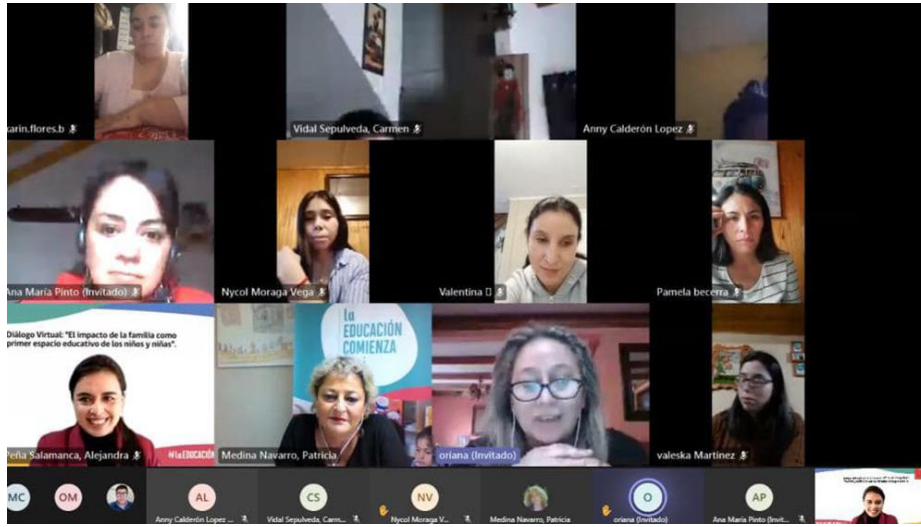 karin.flores.b
Vidal Sepulveda, Carmen
Anny Calderón Lopez
Ana María Pinto (Invitado)
Nycol Moraga Vega
Valentina
Pamela becerra
Diálogo Virtual: "El impacto de la familia como
primer espacio educativo de los niños y niñas".
la
EDUCACIÓN
COMIENZA
Peña Salamanca, Alejandra
#laEDUCACIÓN
Medina Navarro, Patricia
oriana (Invitado)
valeska Martínez
MC
OM
AL
Anny Calderón Lopez ...
CS
Vidal Sepulveda, Carm...
NV
Nycol Moraga V...
Medina Navarro, Patricia
O
oriana (Invitado)
AP
Ana María Pinto (Invit...